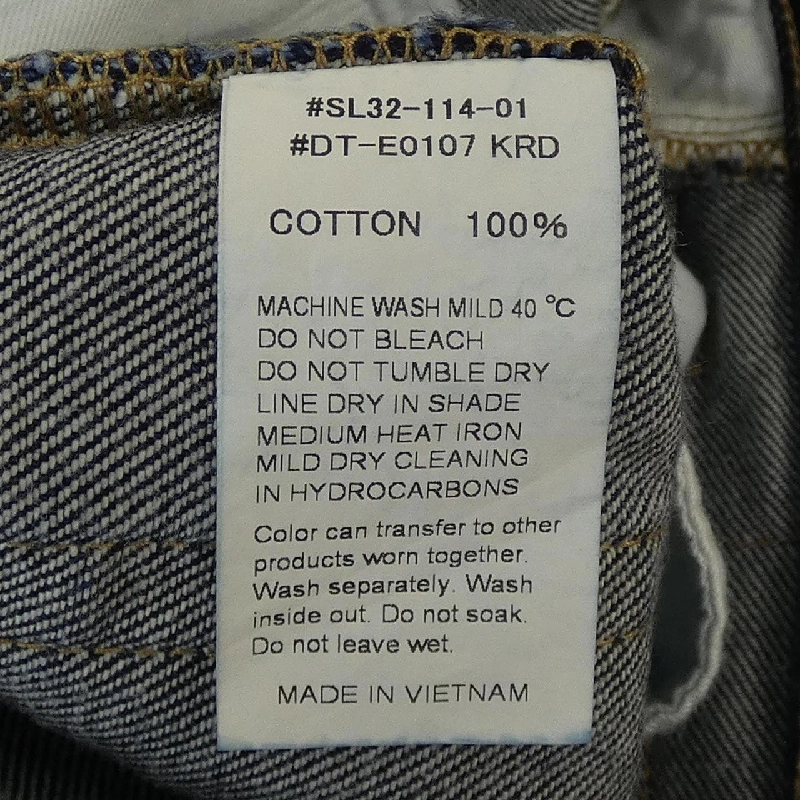 #SL32-114-01
#DT-E0107 KRD
COTTON 100%
MACHINE WASH MILD 40 °C
DO NOT BLEACH
DO NOT TUMBLE DRY
LINE DRY IN SHADE
MEDIUM HEAT IRON
MILD DRY CLEANING
IN HYDROCARBONS
Color can transfer to other
products worn together.
Wash separately. Wash
inside out. Do not soak.
Do not leave wet.
MADE IN VIETNAM